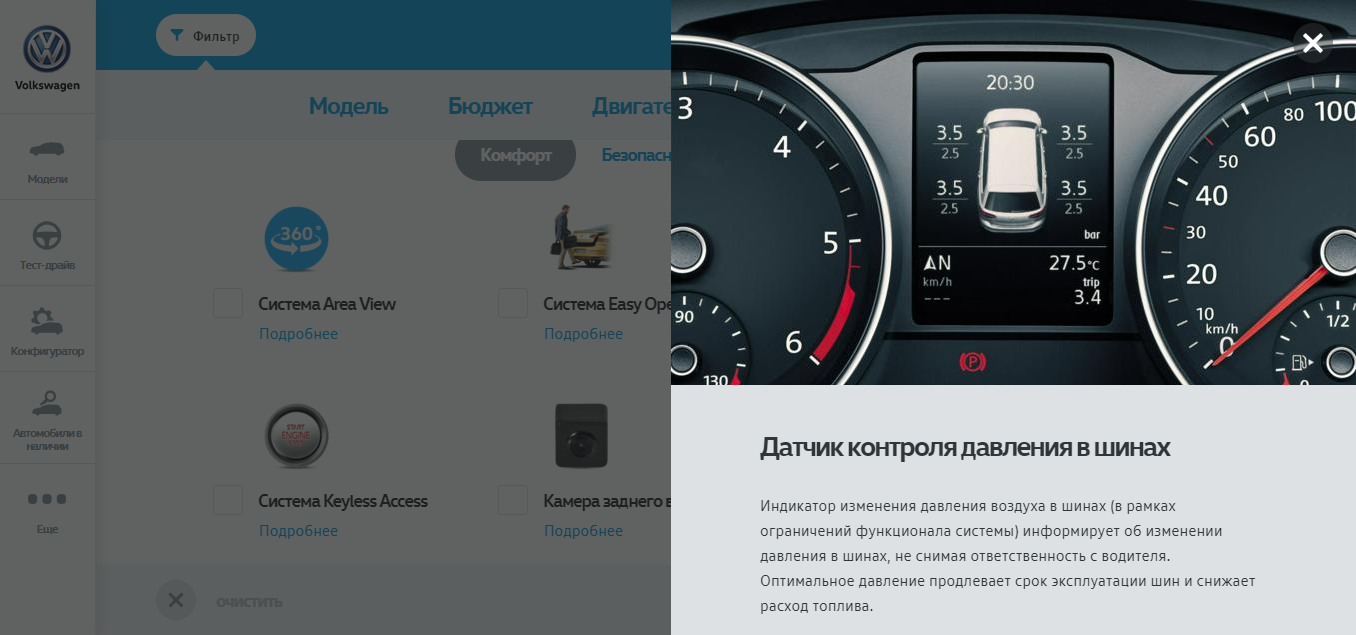 Volkswagen
Модели
Тест-драйв
Конфигуратор
Автомобили в
наличии
Еще
Фильтр
Модель Бюджет Двигате
Комфорт Безопасн
360°
Система Area View
Подробнее
Система Easy Ope
Подробнее
START
ENGINE
STOP
Система Keyless Access
Подробнее
Камера заднего в
Подробнее
очистить
3
4
5
6
90
130
20:30
3.5 3.5
2.5 2.5
3.5 3.5
2.5 2.5
bar
N 27.5°C
km/h trip
--- 3.4
P
100
80
60
50
40
30
20
10
km/h
0
1/2
0
Датчик контроля давления в шинах
Индикатор изменения давления воздуха в шинах (в рамках
ограничений функционала системы) информирует об изменении
давления в шинах, не снимая ответственность с водителя.
Оптимальное давление продлевает срок эксплуатации шин и снижает
расход топлива.